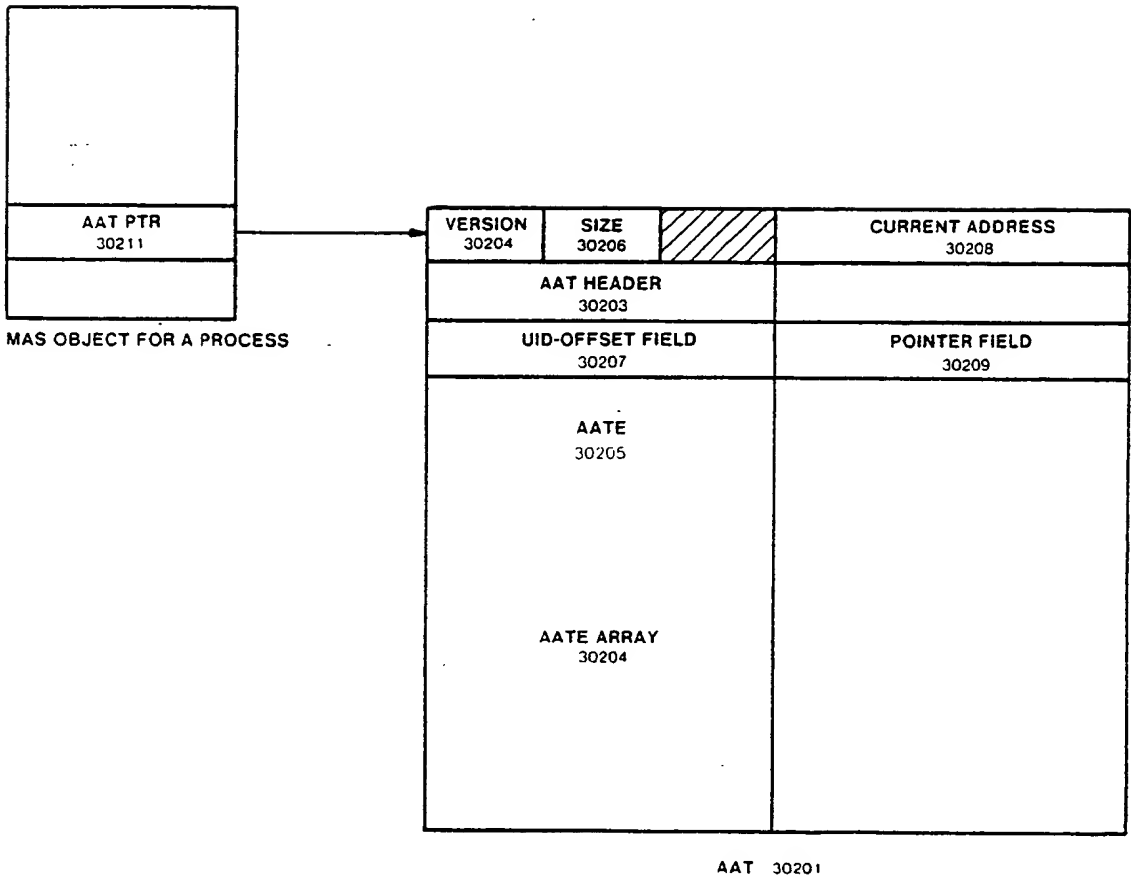 AAT PTR
30211
MAS OBJECT FOR A PROCESS
VERSION
30204
SIZE
30206
CURRENT ADDRESS
30208
AAT HEADER
30203
UID-OFFSET FIELD
30207
POINTER FIELD
30209
AATE
30205
AATE ARRAY
30204
AAT 30201